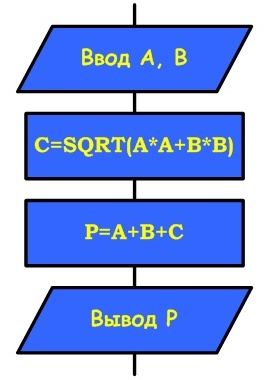 Ввод А, В
C=SQRT(A*A+B*B)
P=A+B+C
Вывод Р